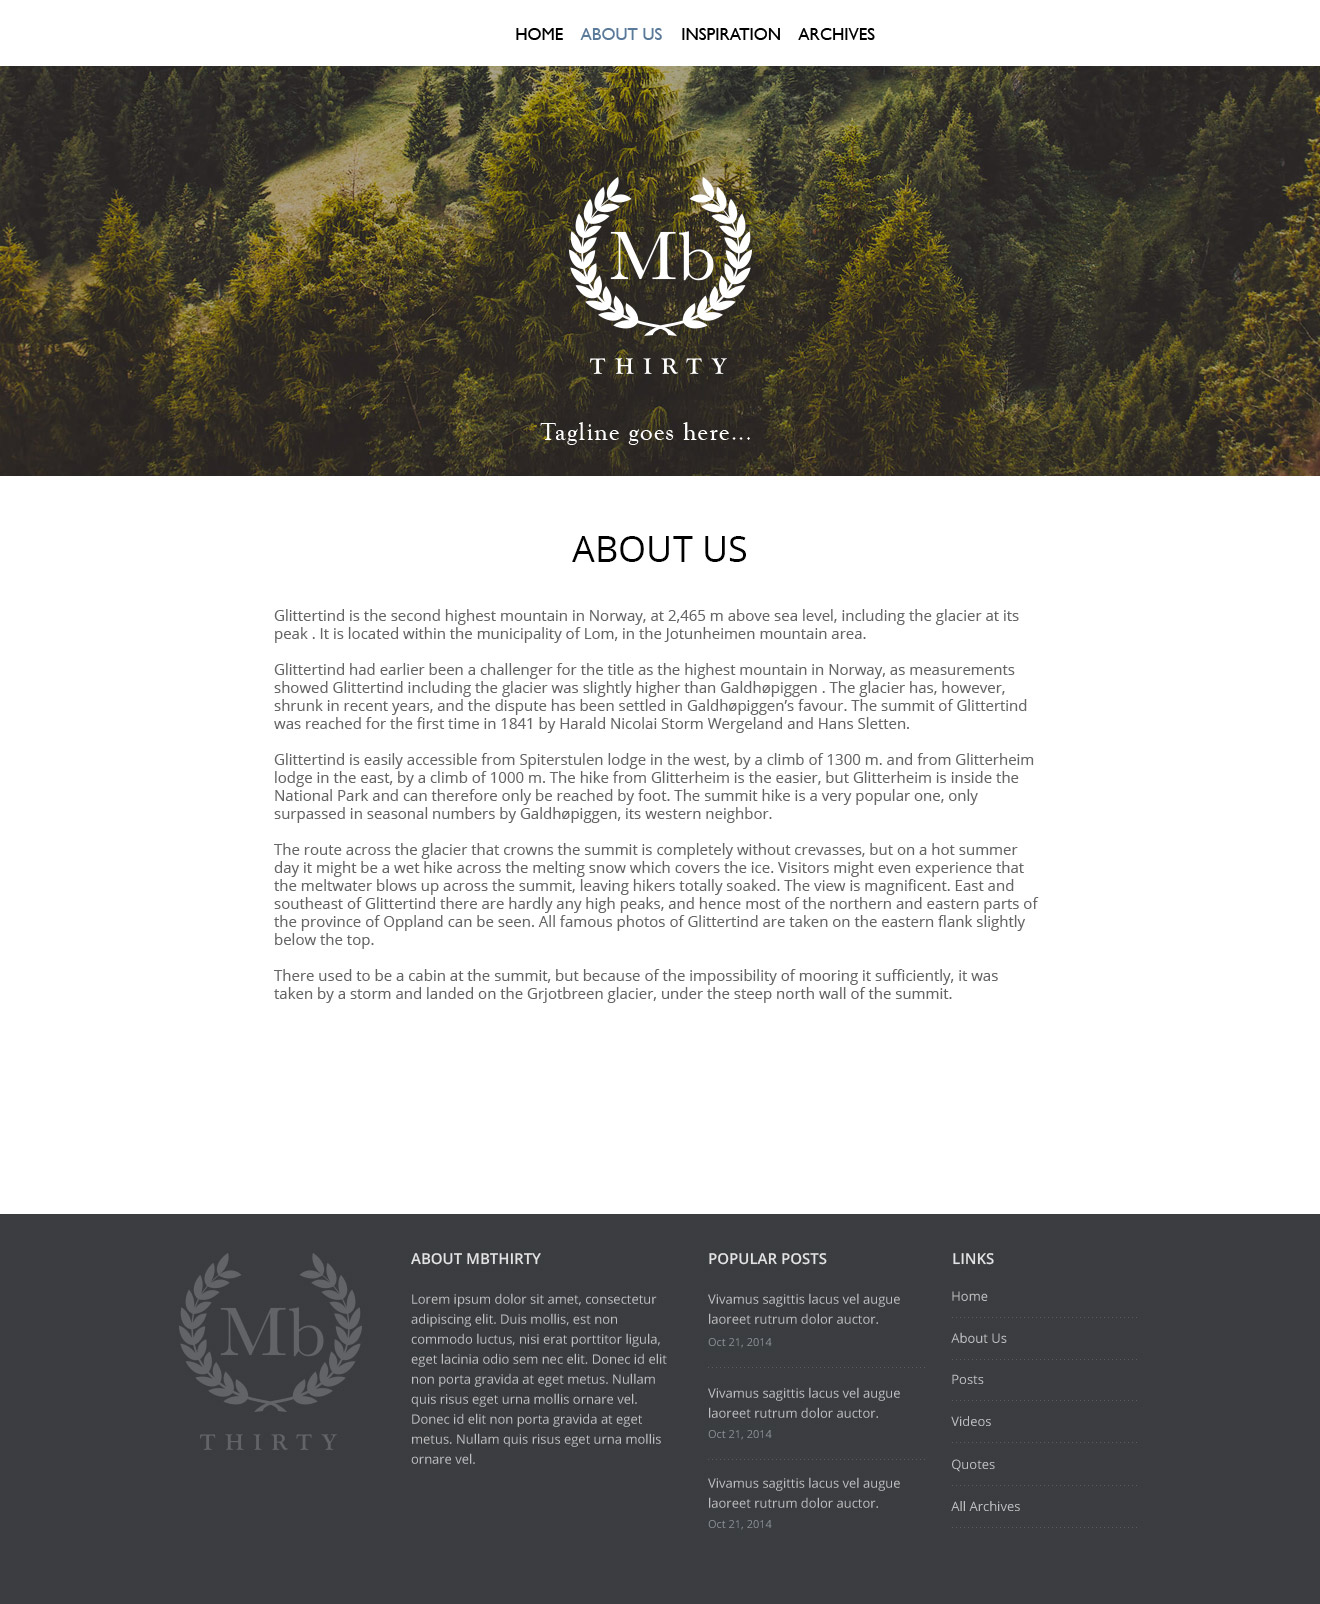 HOME ABOUT US INSPIRATION ARCHIVES
Mb
THIRTY
Tagline goes here...
ABOUT US
Glittertind is the second highest mountain in Norway, at 2,465 m above sea level, including the glacier at its
peak . It is located within the municipality of Lom, in the Jotunheimen mountain area.
Glittertind had earlier been a challenger for the title as the highest mountain in Norway, as measurements
showed Glittertind including the glacier was slightly higher than Galdhøpiggen . The glacier has, however,
shrunk in recent years, and the dispute has been settled in Galdhøpiggen’s favour. The summit of Glittertind
was reached for the first time in 1841 by Harald Nicolai Storm Wergeland and Hans Sletten.
Glittertind is easily accessible from Spiterstulen lodge in the west, by a climb of 1300 m. and from Glitterheim
lodge in the east, by a climb of 1000 m. The hike from Glitterheim is the easier, but Glitterheim is inside the
National Park and can therefore only be reached by foot. The summit hike is a very popular one, only
surpassed in seasonal numbers by Galdhøpiggen, its western neighbor.
The route across the glacier that crowns the summit is completely without crevasses, but on a hot summer
day it might be a wet hike across the melting snow which covers the ice. Visitors might even experience that
the meltwater blows up across the summit, leaving hikers totally soaked. The view is magnificent. East and
southeast of Glittertind there are hardly any high peaks, and hence most of the northern and eastern parts of
the province of Oppland can be seen. All famous photos of Glittertind are taken on the eastern flank slightly
below the top.
There used to be a cabin at the summit, but because of the impossibility of mooring it sufficiently, it was
taken by a storm and landed on the Grjotbreen glacier, under the steep north wall of the summit.
Mb
THIRTY
ABOUT MBTHIRTY
Lorem ipsum dolor sit amet, consectetur
adipiscing elit. Duis mollis, est non
commodo luctus, nisi erat porttitor ligula,
eget lacinia odio sem nec elit. Donec id elit
non porta gravida at eget metus. Nullam
quis risus eget urna mollis ornare vel.
Donec id elit non porta gravida at eget
metus. Nullam quis risus eget urna mollis
ornare vel.
POPULAR POSTS
Vivamus sagittis lacus vel augue
laoreet rutrum dolor auctor.
Oct 21, 2014
Vivamus sagittis lacus vel augue
laoreet rutrum dolor auctor.
Oct 21, 2014
Vivamus sagittis lacus vel augue
laoreet rutrum dolor auctor.
Oct 21, 2014
LINKS
Home
About Us
Posts
Videos
Quotes
All Archives